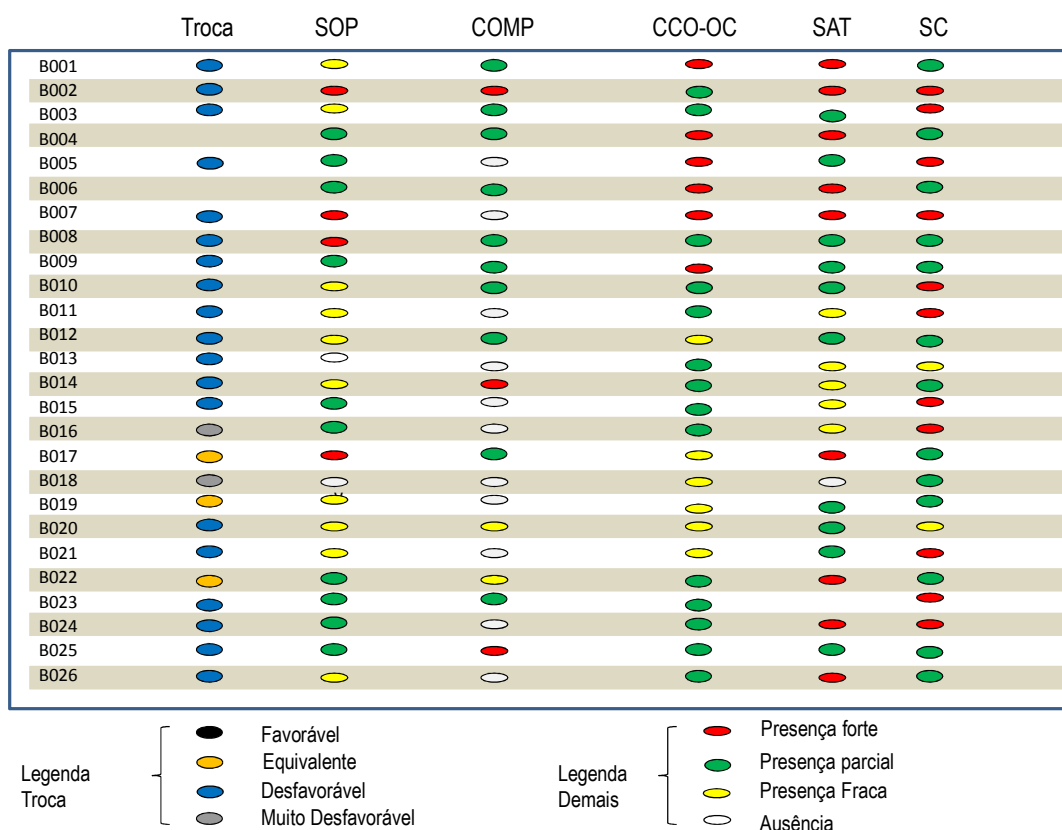 Troca SOP COMP CCO-OC SAT SC
B001
B002
B003
B004
B005
B006
B007
B008
B009
B010
B011
B012
B013
B014
B015
B016
B017
B018
B019
B020
B021
B022
B023
B024
B025
B026
Legenda
Troca
Favorável
Equivalente
Desfavorável
Muito Desfavorável
Legenda
Demais
Presença forte
Presença parcial
Presença Fraca
Ausência